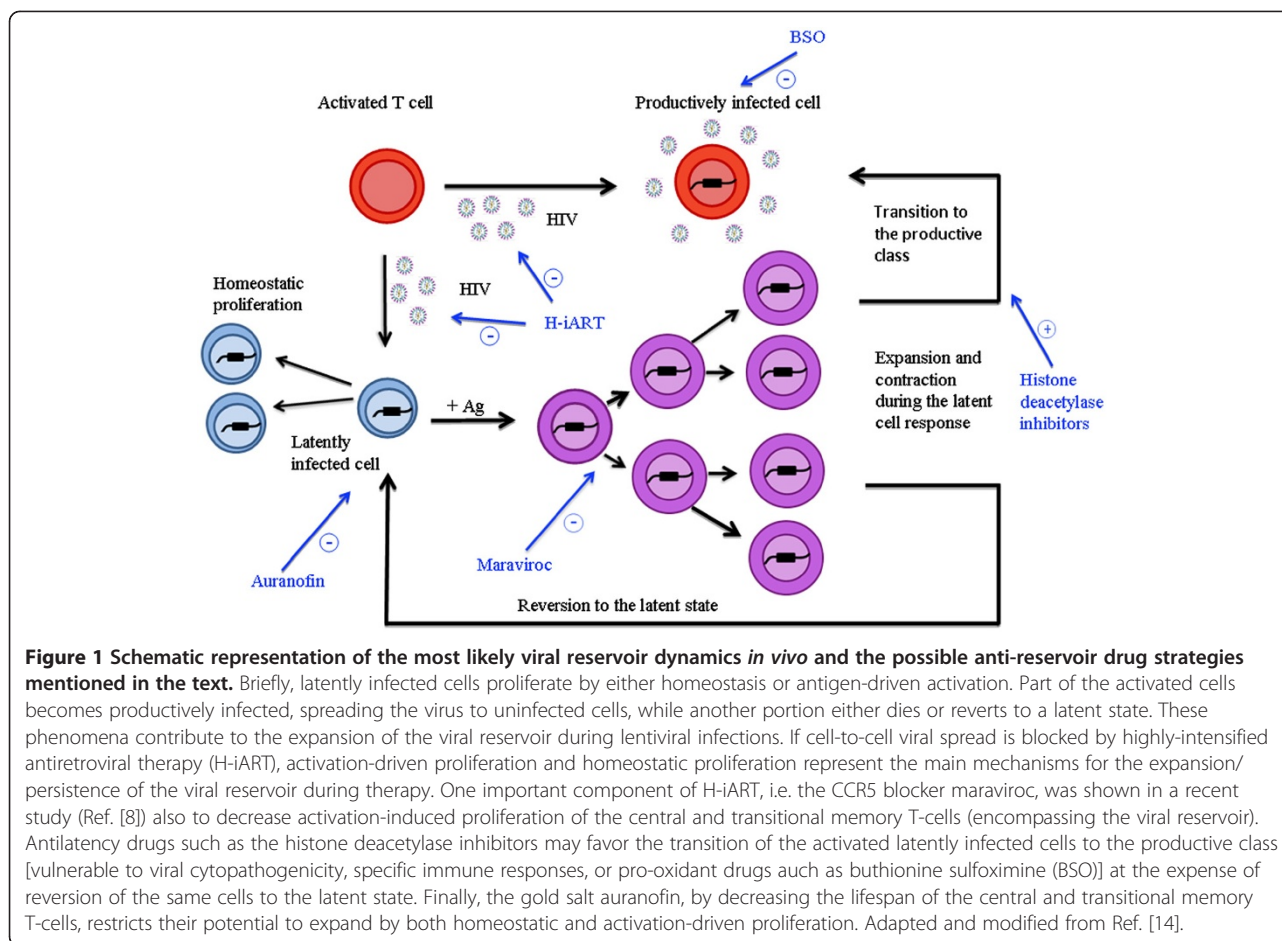 BSO
-
Activated T cell
Productively infected cell
HIV
Transition to
the productive
class
Homeostatic
proliferation
HIV
-
-
H-iART
+ Ag
Latently
infected cell
Expansion and
contraction
during the latent
cell response
+
Histone
deacetylase
inhibitors
-
Auranofin
-
Maraviroc
Reversion to the latent state
Figure 1 Schematic representation of the most likely viral reservoir dynamics in vivo and the possible anti-reservoir drug strategies
mentioned in the text. Briefly, latently infected cells proliferate by either homeostasis or antigen-driven activation. Part of the activated cells
becomes productively infected, spreading the virus to uninfected cells, while another portion either dies or reverts to a latent state. These
phenomena contribute to the expansion of the viral reservoir during lentiviral infections. If cell-to-cell viral spread is blocked by highly-intensified
antiretroviral therapy (H-iART), activation-driven proliferation and homeostatic proliferation represent the main mechanisms for the expansion/
persistence of the viral reservoir during therapy. One important component of H-iART, i.e. the CCR5 blocker maraviroc, was shown in a recent
study (Ref. [8]) also to decrease activation-induced proliferation of the central and transitional memory T-cells (encompassing the viral reservoir).
Antilatency drugs such as the histone deacetylase inhibitors may favor the transition of the activated latently infected cells to the productive class
[vulnerable to viral cytopathogenicity, specific immune responses, or pro-oxidant drugs auch as buthionine sulfoximine (BSO)] at the expense of
reversion of the same cells to the latent state. Finally, the gold salt auranofin, by decreasing the lifespan of the central and transitional memory
T-cells, restricts their potential to expand by both homeostatic and activation-driven proliferation. Adapted and modified from Ref. [14].